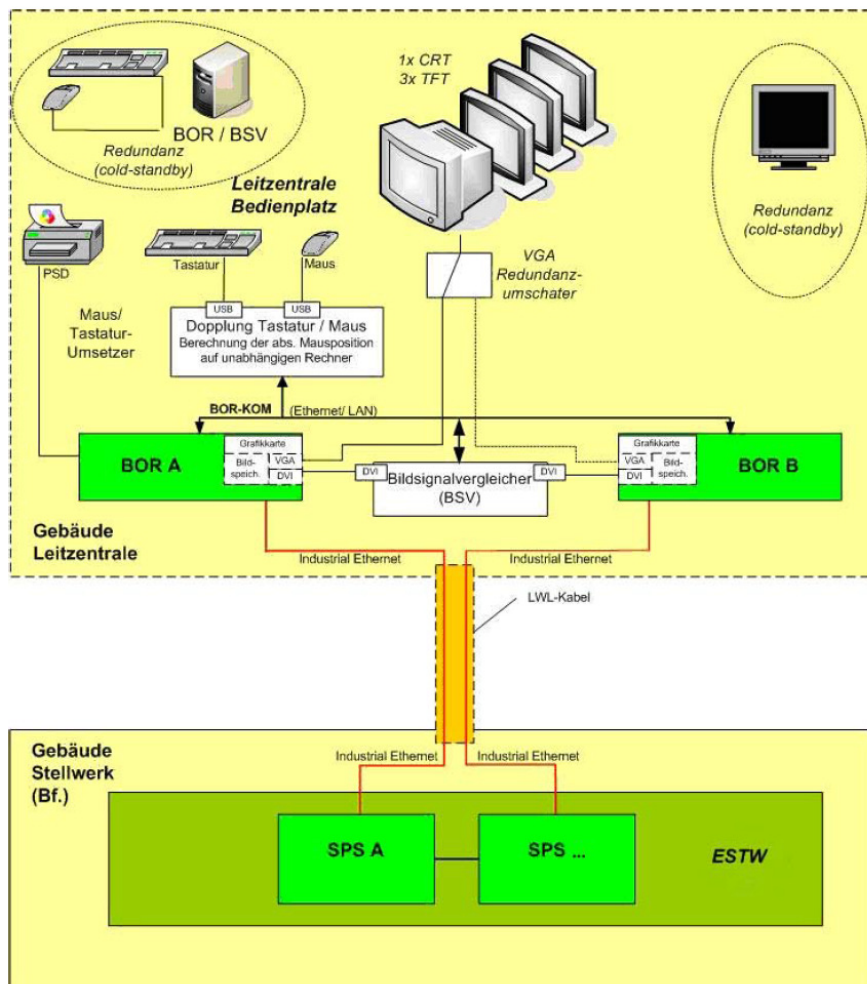 1x CRT
3x TFT
BOR / BSV
Redundanz
(cold-standby)
Leitzentrale
Bedienplatz
Redundanz
(cold-standby)
PSD
Tastatur
Maus
VGA
Redundanz-
umschater
Maus/
Tastatur-
Umsetzer
USB
USB
Dopplung Tastatur / Maus
Berechnung der abs. Mausposition
auf unabhängigen Rechner
BOR-KOM (Ethernet/ LAN)
BOR A
Grafikkarte
Bild-
speich.
VGA
DVI
DVI
Bildsignalvergleicher
(BSV)
DVI
Grafikkarte
VGA
DVI
Bild-
speich.
BOR B
Gebäude
Leitzentrale
Industrial Ethernet
Industrial Ethernet
LWL-Kabel
Gebäude
Stellwerk
(Bf.)
Industrial Ethernet
Industrial Ethernet
SPS A
SPS ...
ESTW